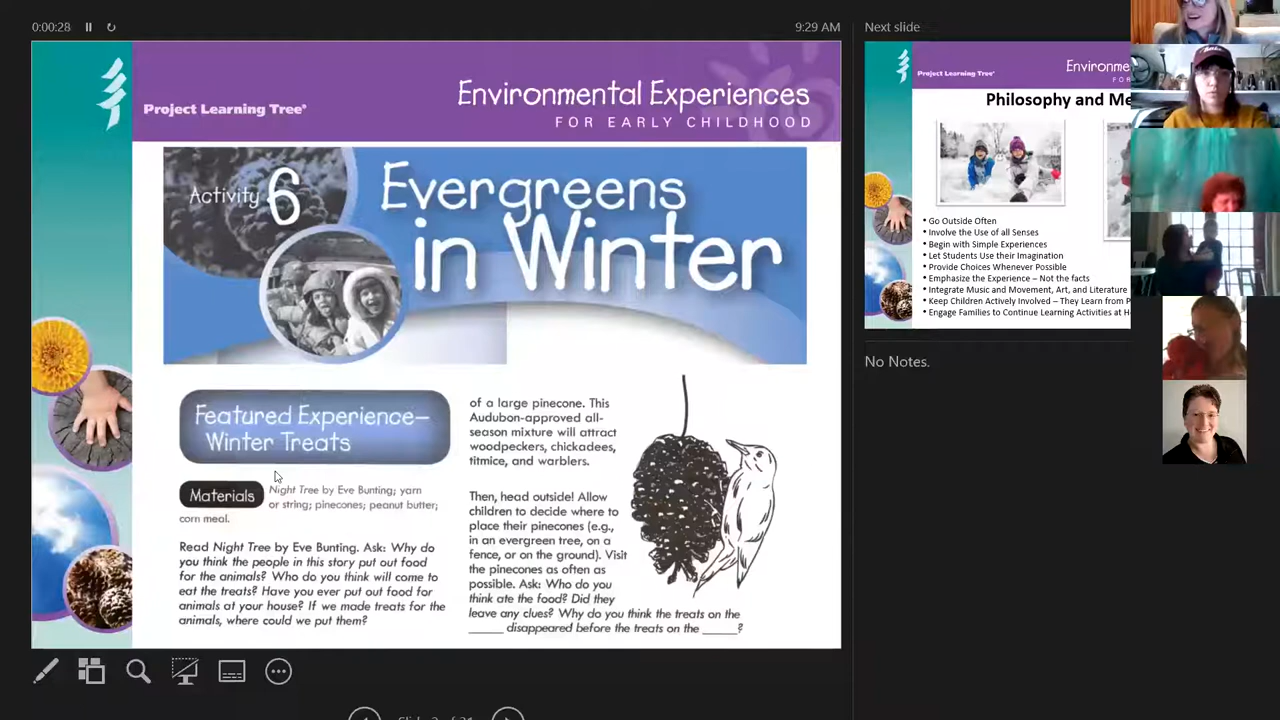 0:00:28
9:29 AM
Project Learning Tree®
Environmental Experiences
FOR EARLY CHILDHOOD
Activity 6
Evergreens
in Winter
Featured Experience–
Winter Treats
Materials
Night Tree by Eve Bunting; yarn
or string; pinecones; peanut butter;
corn meal.
Read Night Tree by Eve Bunting. Ask: Why do
you think the people in this story put out food
for the animals? Who do you think will come to
eat the treats? Have you ever put out food for
animals at your house? If we made treats for the
animals, where could we put them?
of a large pinecone. This
Audubon-approved all-
season mixture will attract
woodpeckers, chickadees,
titmice, and warblers.
Then, head outside! Allow
children to decide where to
place their pinecones (e.g.,
in an evergreen tree, on a
fence, or on the ground). Visit
the pinecones as often as
possible. Ask: Who do you
think ate the food? Did they
leave any clues? Why do you think the treats on the
_____ disappeared before the treats on the _____?
Next slide
Project Learning Tree®
Environme
FOR
Philosophy and Me
• Go Outside Often
• Involve the Use of all Senses
• Begin with Simple Experiences
• Let Students Use their Imagination
• Provide Choices Whenever Possible
• Emphasize the Experience – Not the facts
• Integrate Music and Movement, Art, and Literature
• Keep Children Actively Involved – They Learn from P
• Engage Families to Continue Learning Activities at H
No Notes.